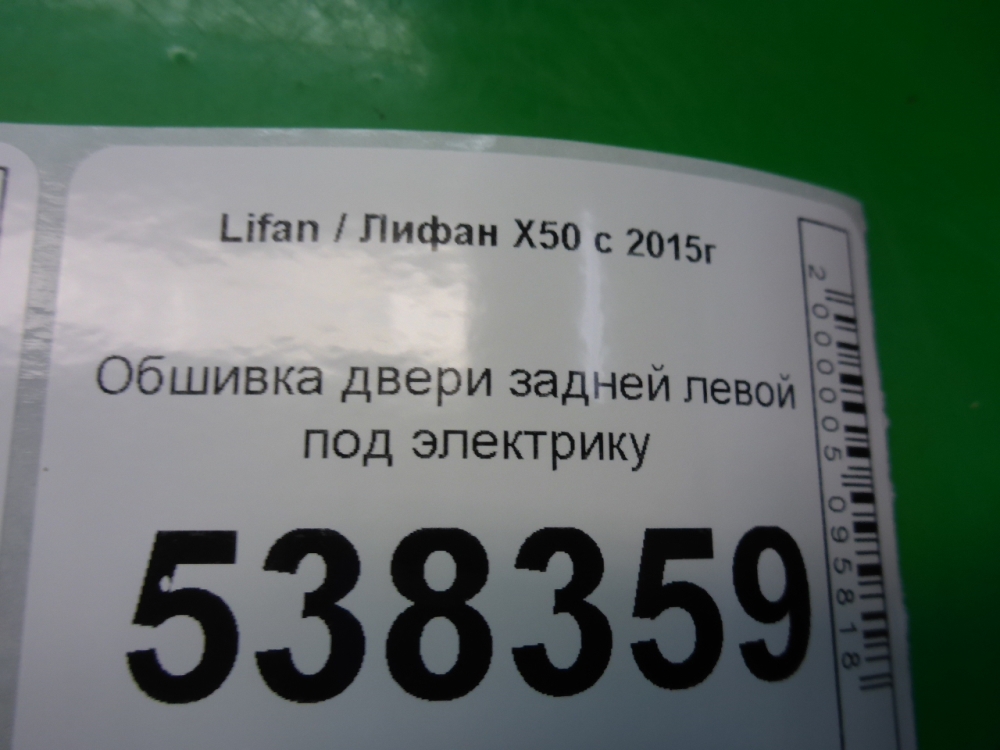 Lifan / Лифан X50 с 2015г
Обшивка двери задней левой
под электрику
538359
2000005095818